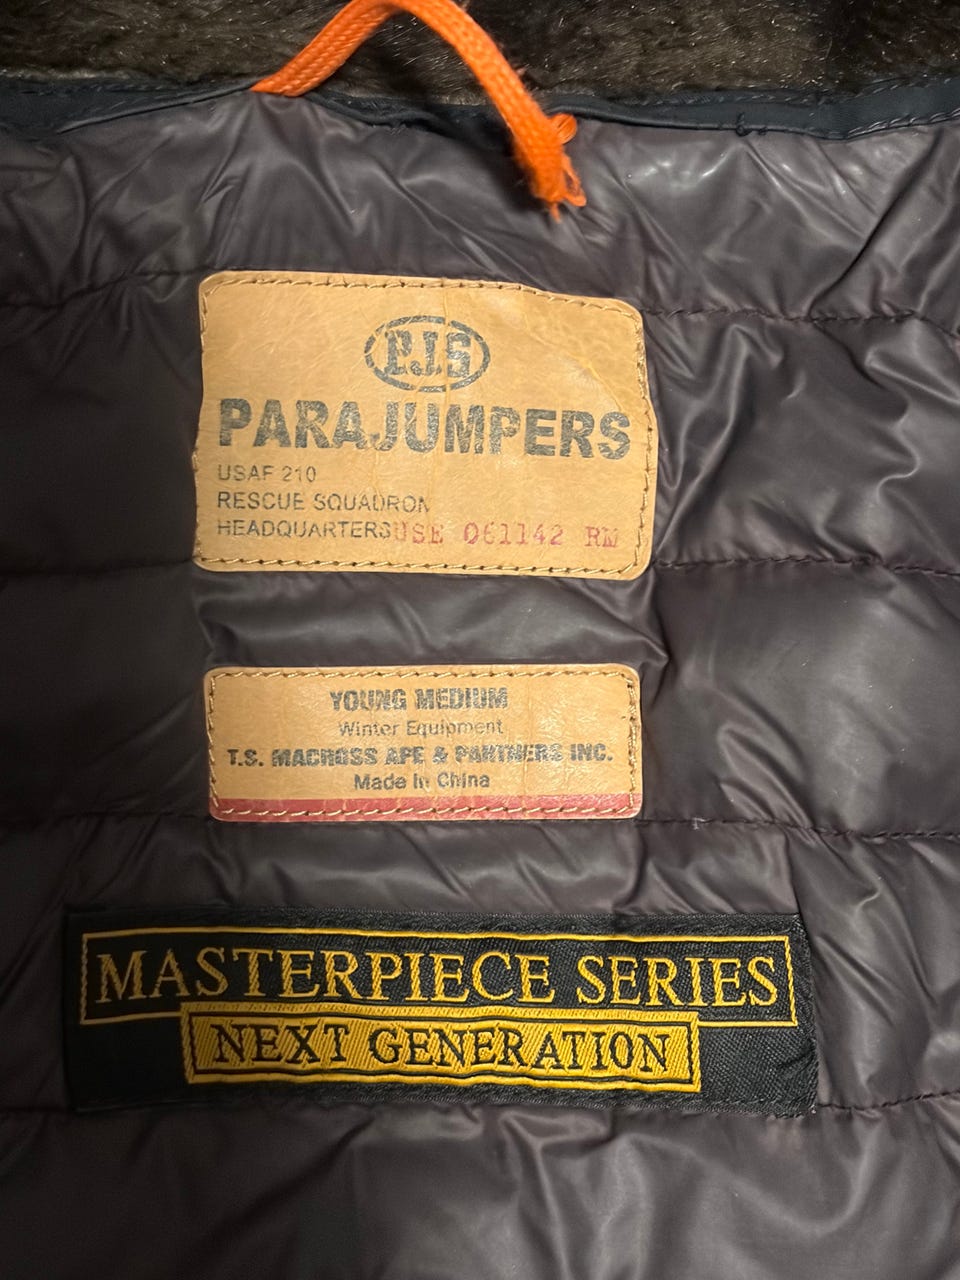 P.J.S
PARAJUMPERS
USAF 210
RESCUE SQUADRON
HEADQUARTERS USE 061142 RM
YOUNG MEDIUM
Winter Equipment
T.S. MACROSS APE & PARTNERS INC.
Made in China
MASTERPIECE SERIES
NEXT GENERATION